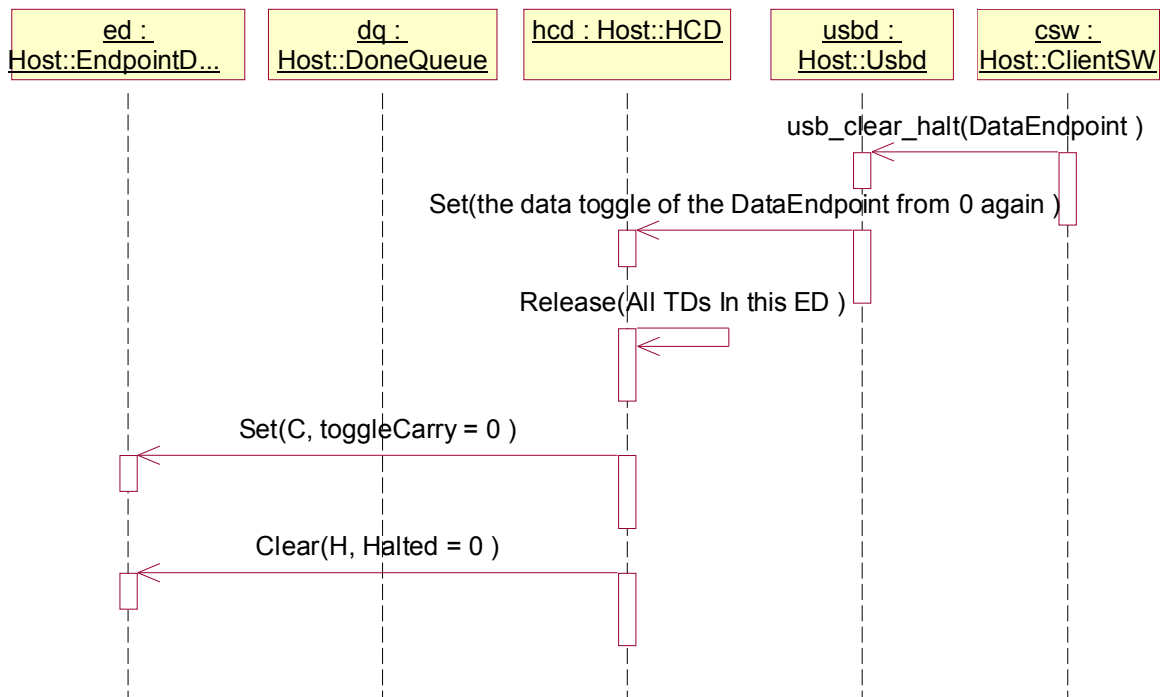 ed :
Host::EndpointD...
dq :
Host::DoneQueue
hcd : Host::HCD
usbd :
Host::Usbd
csw :
Host::ClientSW
usb_clear_halt(DataEndpoint )
Set(the data toggle of the DataEndpoint from 0 again )
Release(All TDs In this ED )
Set(C, toggleCarry = 0 )
Clear(H, Halted = 0 )